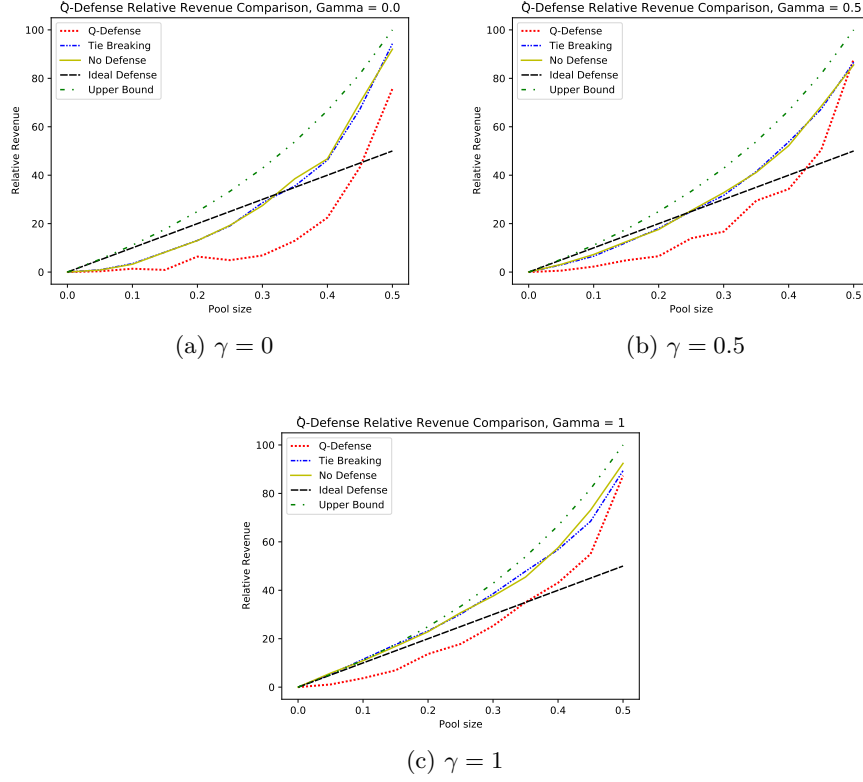 Q-Defense Relative Revenue Comparison, Gamma = 0.0
Q-Defense
Tie Breaking
No Defense
Ideal Defense
Upper Bound
100
80
60
40
20
0
Relative Revenue
0.0 0.1 0.2 0.3 0.4 0.5
Pool size
(a) γ = 0
Q-Defense Relative Revenue Comparison, Gamma = 0.5
Q-Defense
Tie Breaking
No Defense
Ideal Defense
Upper Bound
100
80
60
40
20
0
Relative Revenue
0.0 0.1 0.2 0.3 0.4 0.5
Pool size
(b) γ = 0.5
Q-Defense Relative Revenue Comparison, Gamma = 1
Q-Defense
Tie Breaking
No Defense
Ideal Defense
Upper Bound
100
80
60
40
20
0
Relative Revenue
0.0 0.1 0.2 0.3 0.4 0.5
Pool size
(c) γ = 1